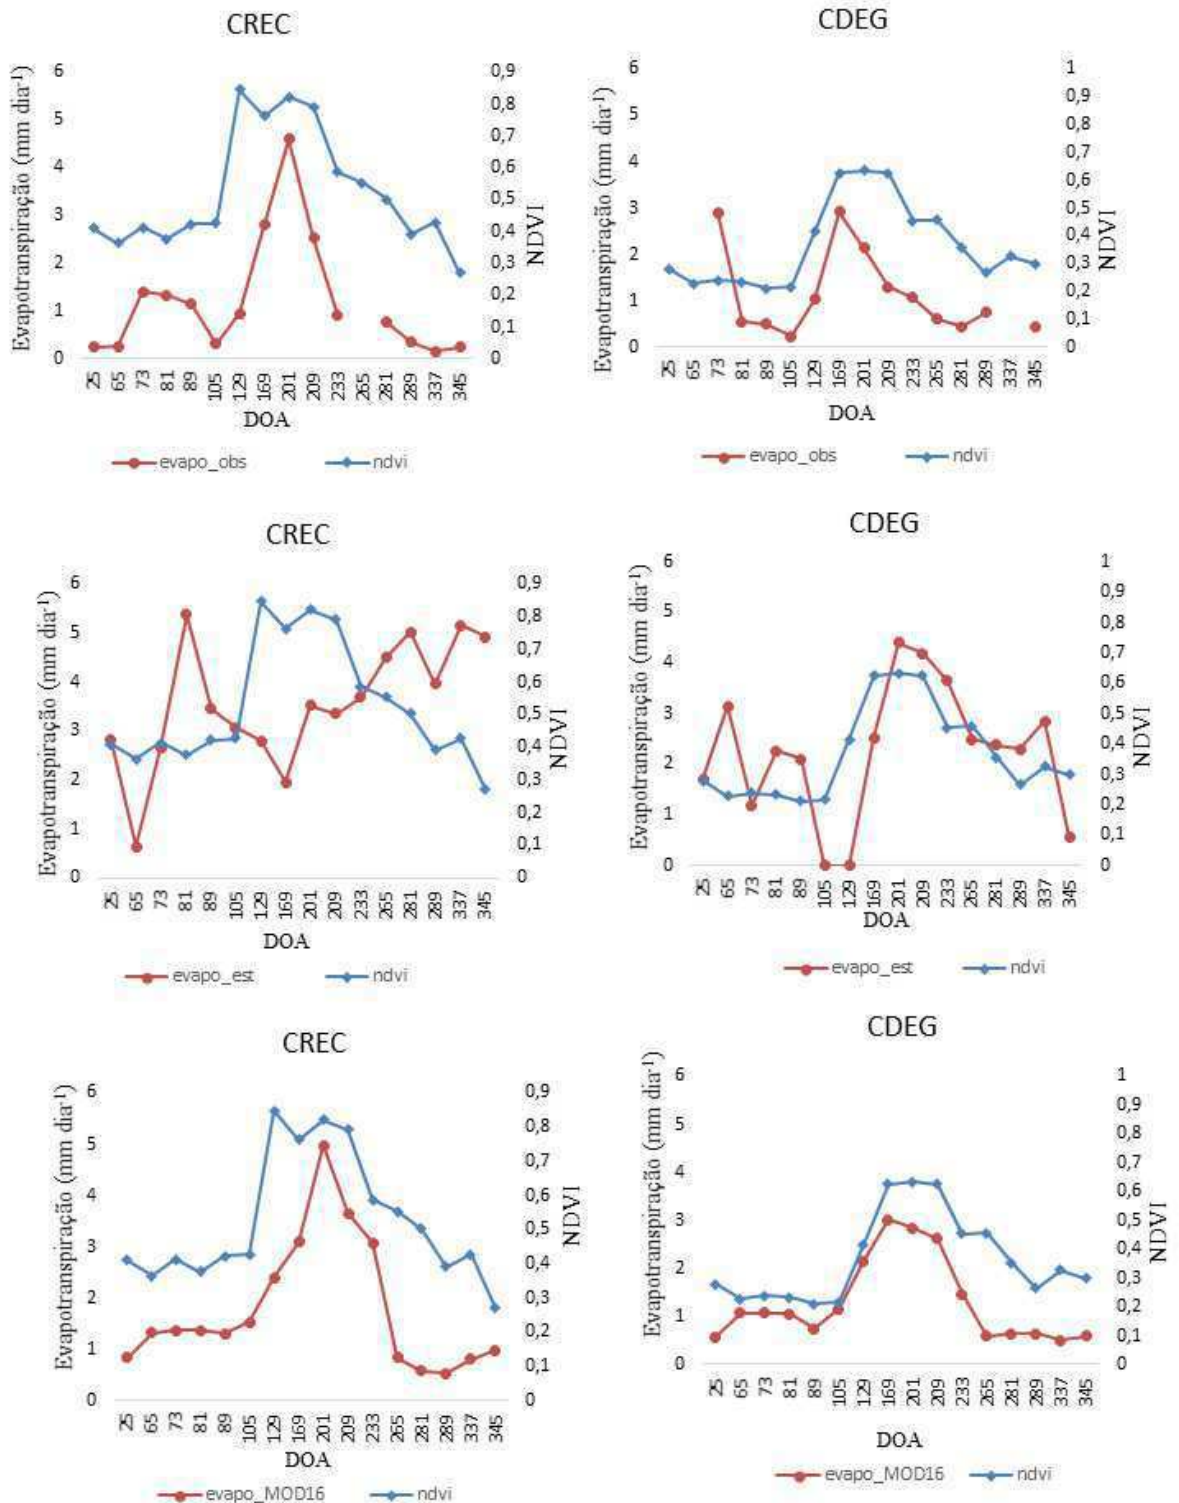 CREC
Evapotranspiração (mm dia-1)
6
5
4
3
2
1
0
0,9
0,8
0,7
0,6
0,5
0,4
0,3
0,2
0,1
0
NDVI
25 65 73 81 89 105 129 169 201 209 233 265 281 289 337 345
DOA
evapo_obs ndvi
CDEG
Evapotranspiração (mm dia-1)
6
5
4
3
2
1
0
1
0,9
0,8
0,7
0,6
0,5
0,4
0,3
0,2
0,1
0
NDVI
25 65 73 81 89 105 129 169 201 209 233 265 281 289 337 345
DOA
evapo_obs ndvi
CREC
Evapotranspiração (mm dia-1)
6
5
4
3
2
1
0
0,9
0,8
0,7
0,6
0,5
0,4
0,3
0,2
0,1
0
NDVI
25 65 73 81 89 105 129 169 201 209 233 265 281 289 337 345
DOA
evapo_est ndvi
CDEG
Evapotranspiração (mm dia-1)
6
5
4
3
2
1
0
1
0,9
0,8
0,7
0,6
0,5
0,4
0,3
0,2
0,1
0
NDVI
25 65 73 81 89 105 129 169 201 209 233 265 281 289 337 345
DOA
evapo_est ndvi
CREC
Evapotranspiração (mm dia-1)
6
5
4
3
2
1
0
0,9
0,8
0,7
0,6
0,5
0,4
0,3
0,2
0,1
0
NDVI
25 65 73 81 89 105 129 169 201 209 233 265 281 289 337 345
DOA
evapo_MOD16 ndvi
CDEG
Evapotranspiração (mm dia-1)
6
5
4
3
2
1
0
1
0,9
0,8
0,7
0,6
0,5
0,4
0,3
0,2
0,1
0
NDVI
25 65 73 81 89 105 129 169 201 209 233 265 281 289 337 345
DOA
evapo_MOD16 ndvi